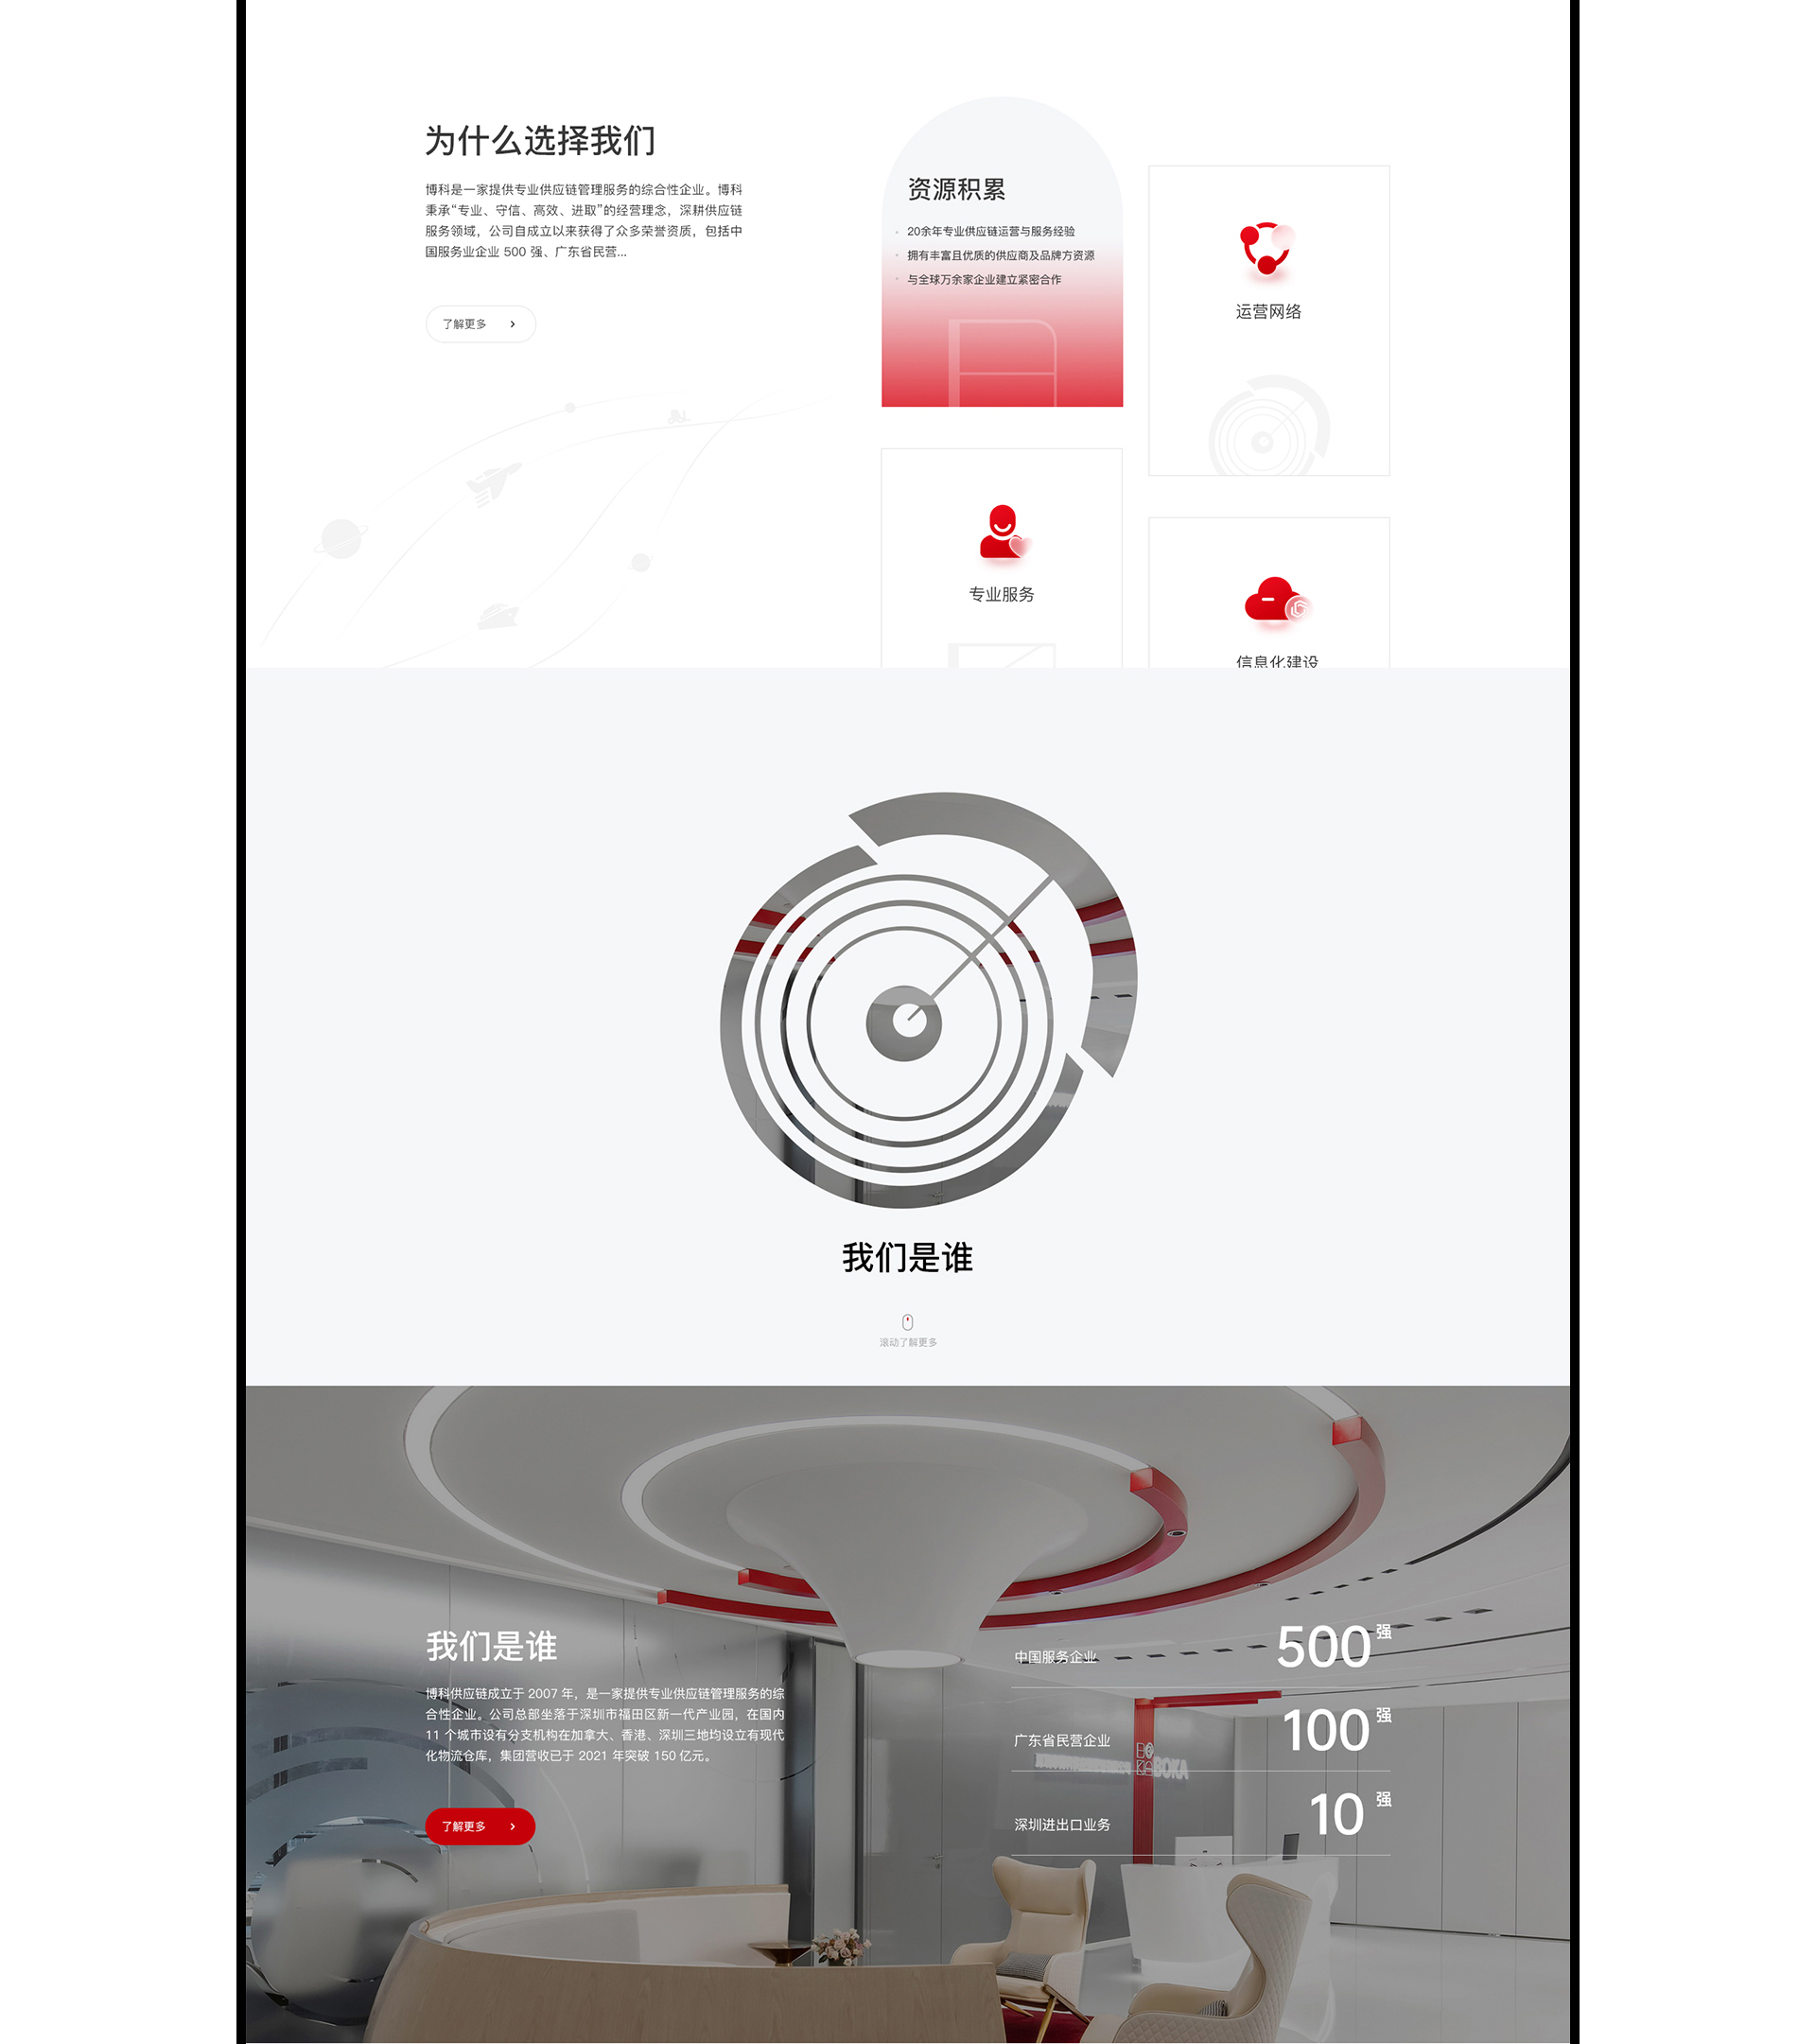 为什么选择我们
博科是一家提供专业供应链管理服务的综合性企业。博科
秉承“专业、守信、高效、进取”的经营理念，深耕供应链
服务领域，公司自成立以来获得了众多荣誉资质，包括中
国服务业企业 500 强、广东省民营...
了解更多
资源积累
20余年专业供应链运营与服务经验
拥有丰富且优质的供应商及品牌方资源
与全球万余家企业建立紧密合作
运营网络
专业服务
信息化建设
我们是谁
滚动了解更多
我们是谁
博科供应链成立于 2007 年，是一家提供专业供应链管理服务的综
合性企业。公司总部坐落于深圳市福田区新一代产业园，在国内
11 个城市设有分支机构在加拿大、香港、深圳三地均设立有现代
化物流仓库，集团营收已于 2021 年突破 150 亿元。
了解更多
中国服务企业 500 强
广东省民营企业 100 强
深圳进出口业务 10 强
BOKA